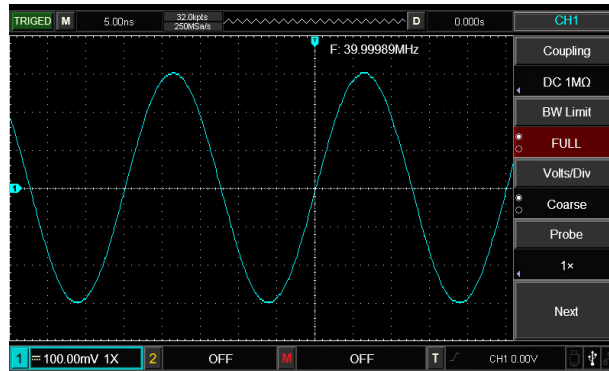 TRIGED M 5.00ns 32.0kpts D 0.000s CH1
250MSa/s
T
F: 39.99989MHz
Coupling
DC 1MΩ
BW Limit
FULL
Volts/Div
1
Coarse
Probe
1×
Next
1 100.00mV 1X 2 OFF M OFF T CH1 0.00V